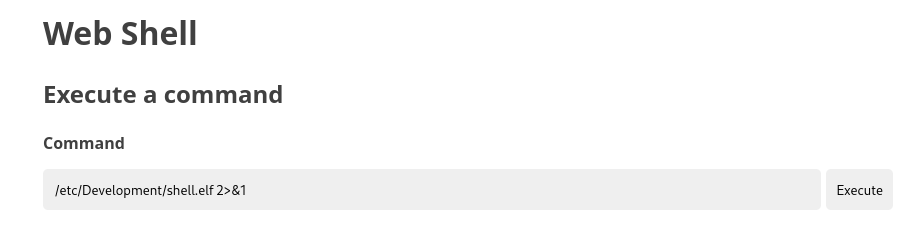 Web Shell
Execute a command
Command
/etc/Development/shell.elf 2>&1
Execute